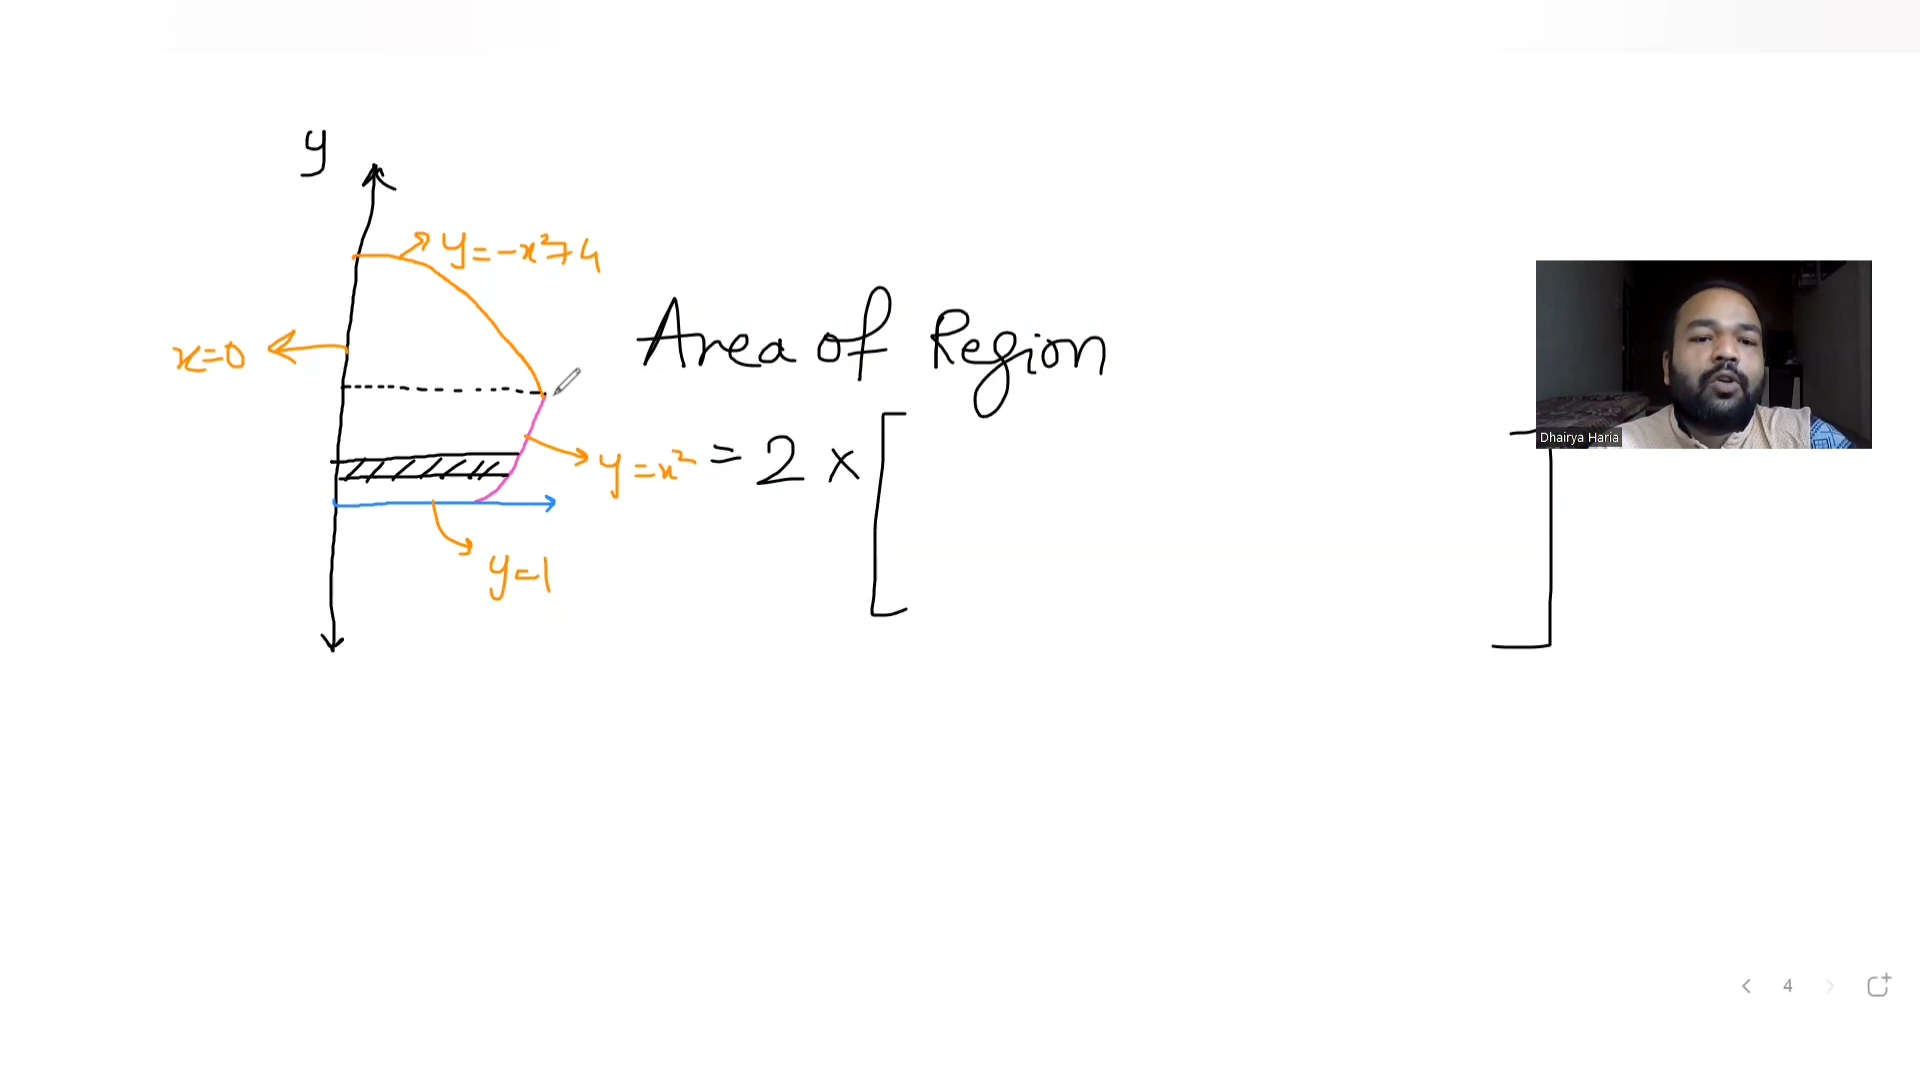 y
y = -x²+4
x=0
Area of Region
y=x²
= 2 x [ ]
y=1
Dhairya Haria
4